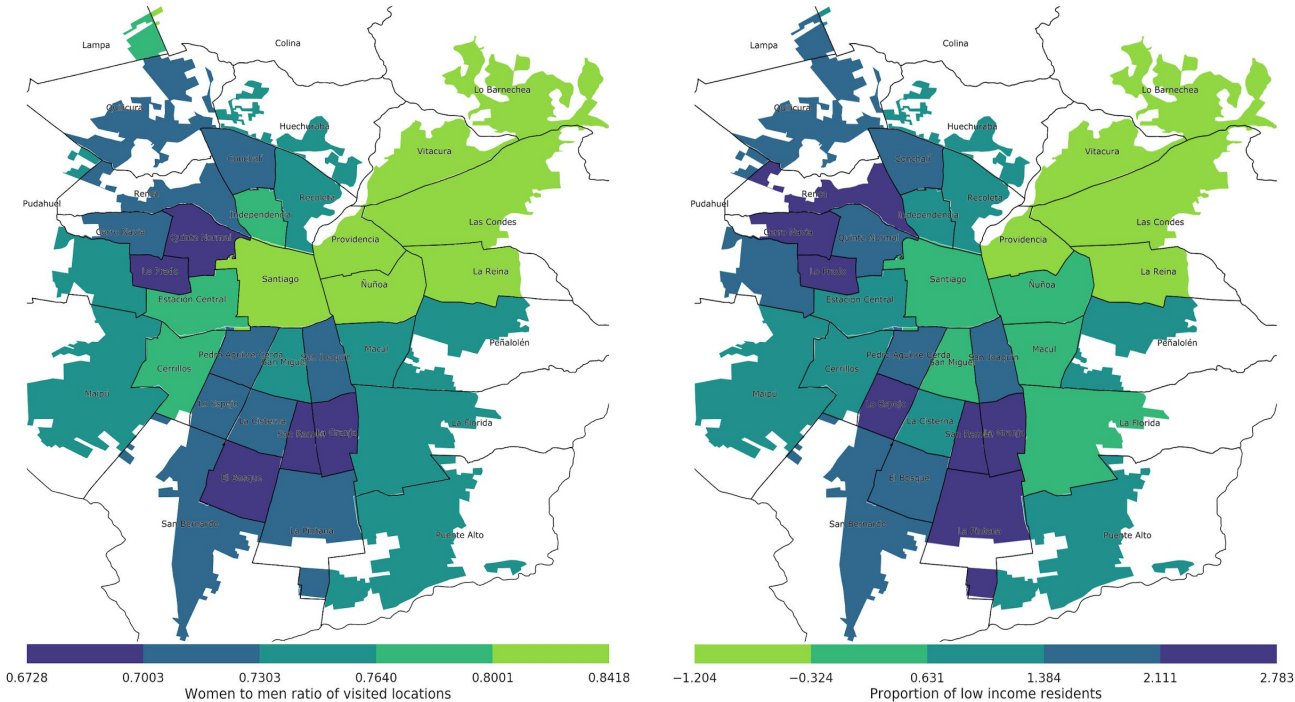 Lampa
Colina
Lo Barnechea
Quilicura
Huechuraba
Vitacura
Conchalí
Renca
Recoleta
Pudahuel
Independencia
Las Condes
Cerro Navia
Quinta Normal
Providencia
Lo Prado
Santiago
La Reina
Ñuñoa
Estación Central
Peñalolén
Pedro Aguirre Cerda
San Joaquín
San Miguel
Macul
Cerrillos
Maipú
Lo Espejo
La Cisterna
La Florida
San Ramón
La Granja
El Bosque
San Bernardo
La Pintana
Puente Alto
0.6728 0.7003 0.7303 0.7640 0.8001 0.8418
Women to men ratio of visited locations
Lampa
Colina
Lo Barnechea
Quilicura
Huechuraba
Vitacura
Conchalí
Renca
Recoleta
Pudahuel
Independencia
Las Condes
Cerro Navia
Quinta Normal
Providencia
Lo Prado
Santiago
La Reina
Ñuñoa
Estación Central
Peñalolén
Pedro Aguirre Cerda
San Joaquín
San Miguel
Macul
Cerrillos
Maipú
Lo Espejo
La Cisterna
La Florida
San Ramón
La Granja
El Bosque
San Bernardo
La Pintana
Puente Alto
−1.204 −0.324 0.631 1.384 2.111 2.783
Proportion of low income residents